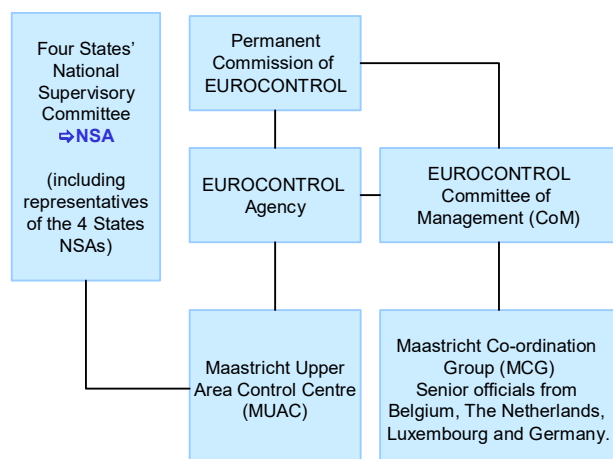 Four States’
National
Supervisory
Committee
⇨NSA
(including
representatives
of the 4 States
NSAs)
Permanent
Commission of
EUROCONTROL
EUROCONTROL
Agency
EUROCONTROL
Committee of
Management (CoM)
Maastricht Upper
Area Control Centre
(MUAC)
Maastricht Co-ordination
Group (MCG)
Senior officials from
Belgium, The Netherlands,
Luxembourg and Germany.